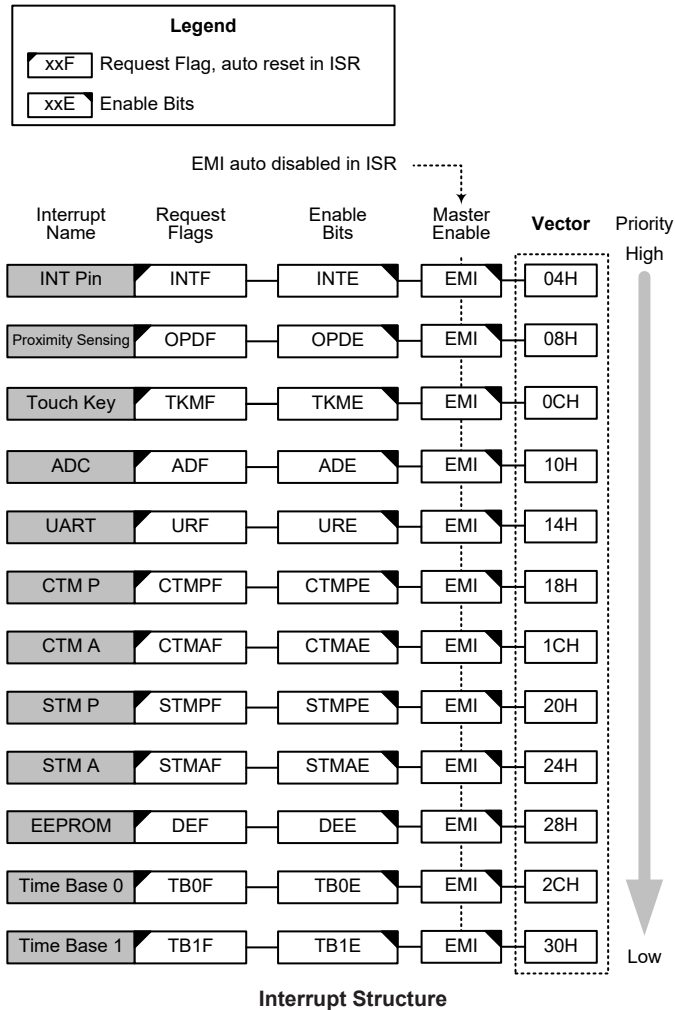 Legend
xxF Request Flag, auto reset in ISR
xxE Enable Bits
EMI auto disabled in ISR
Interrupt Name Request Flags Enable Bits Master Enable Vector Priority
High
INT Pin INTF INTE EMI 04H
Proximity Sensing OPDF OPDE EMI 08H
Touch Key TKMF TKME EMI 0CH
ADC ADF ADE EMI 10H
UART URF URE EMI 14H
CTM P CTMPF CTMPE EMI 18H
CTM A CTMAF CTMAE EMI 1CH
STM P STMPF STMPE EMI 20H
STM A STMAF STMAE EMI 24H
EEPROM DEF DEE EMI 28H
Time Base 0 TB0F TB0E EMI 2CH
Time Base 1 TB1F TB1E EMI 30H
Low
Interrupt Structure